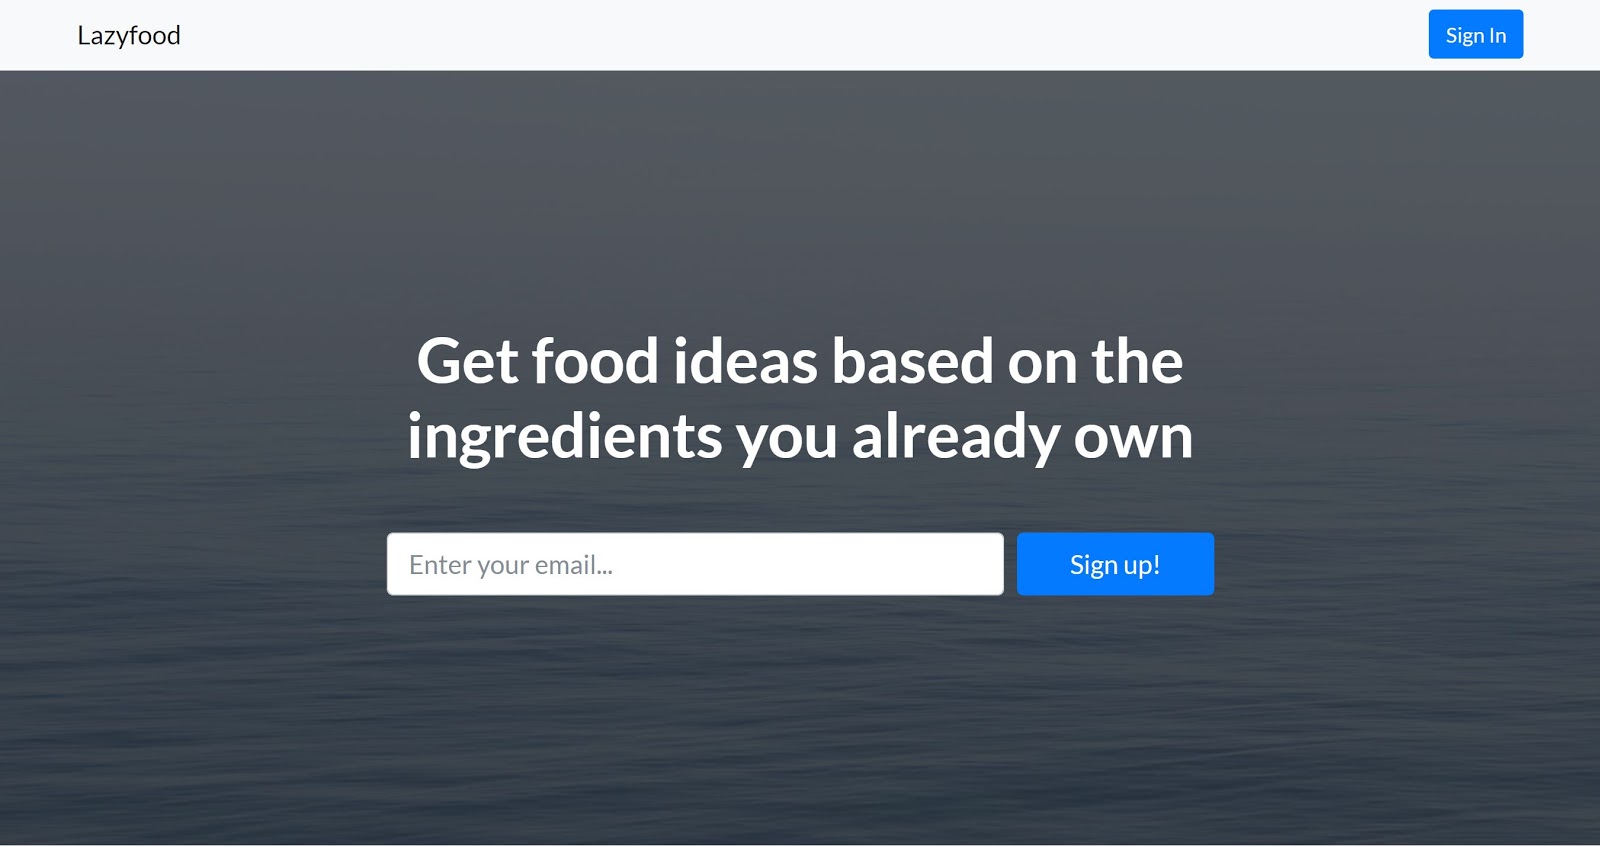 Lazyfood
Sign In
Get food ideas based on the
ingredients you already own
Enter your email...
Sign up!